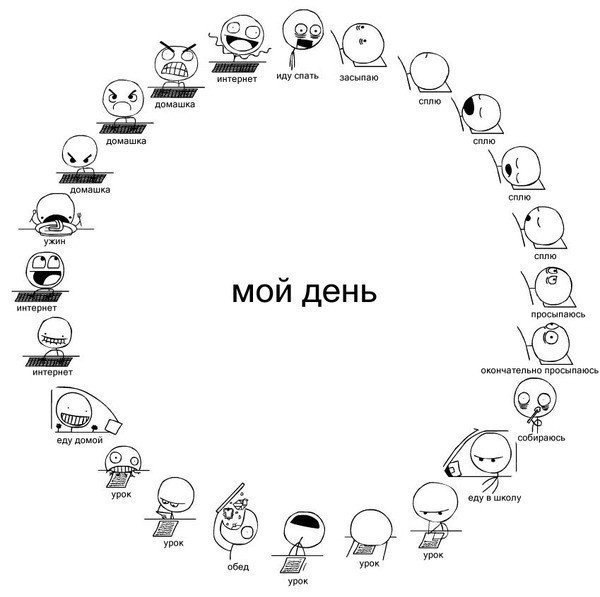 мой день
интернет
иду спать
засыпаю
сплю
сплю
сплю
сплю
просыпаюсь
окончательно просыпаюсь
собираюсь
еду в школу
урок
урок
урок
обед
урок
урок
еду домой
интернет
интернет
ужин
домашка
домашка
домашка